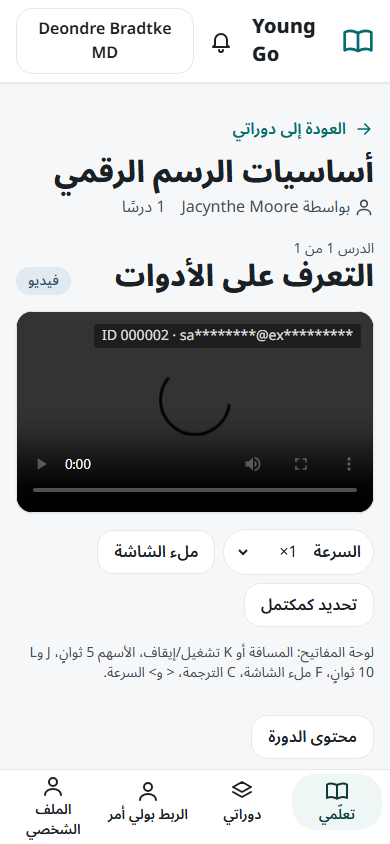 Young
Go
Deondre Bradtke
MD
العودة إلى دوراتي
أساسيات الرسم الرقمي
بواسطة Jacynthe Moore
1 درسًا
الدرس 1 من 1
التعرف على الأدوات
فيديو
ID 000002 · sa********@ex*********
0:00
السرعة
1×
ملء الشاشة
تحديد كمكتمل
لوحة المفاتيح: المسافة أو K تشغيل/إيقاف، الأسهم 5 ثوانٍ، J وL
10 ثوانٍ، F ملء الشاشة، C الترجمة، < و> السرعة.
محتوى الدورة
تعلّمي
دوراتي
الربط بولي أمر
الملف
الشخصي